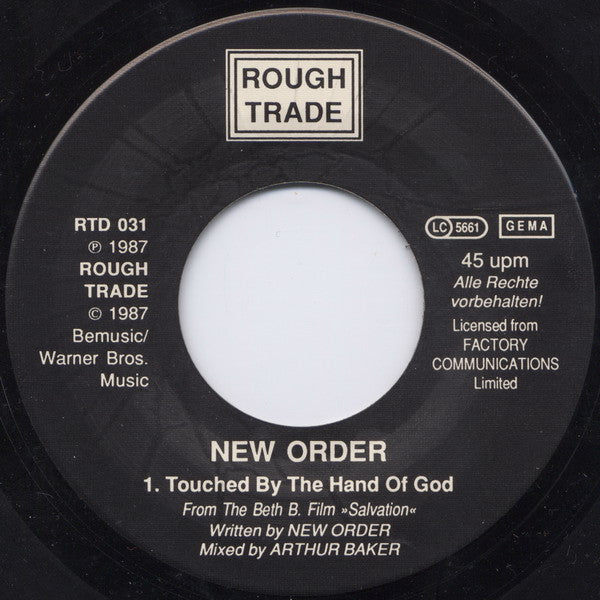 ROUGH
TRADE
RTD 031
℗ 1987
ROUGH
TRADE
© 1987
Bemusic/
Warner Bros.
Music
LC 5661
GEMA
45 upm
Alle Rechte
vorbehalten!
Licensed from
FACTORY
COMMUNICATIONS
Limited
NEW ORDER
1. Touched By The Hand Of God
From The Beth B. Film »Salvation«
Written by NEW ORDER
Mixed by ARTHUR BAKER